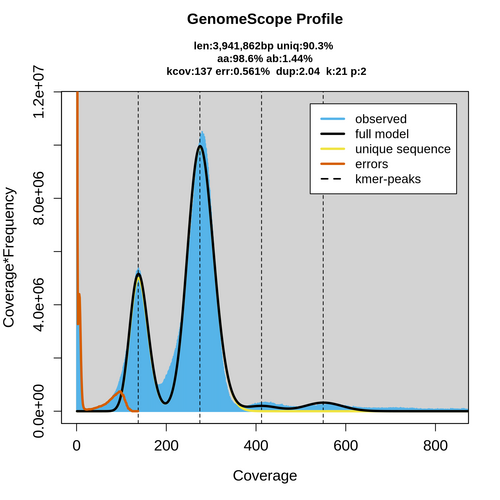 GenomeScope Profile
len:3,941,862bp uniq:90.3%
aa:98.6% ab:1.44%
kcov:137 err:0.561%  dup:2.04  k:21 p:2
observed
full model
unique sequence
errors
kmer-peaks
Coverage*Frequency
1.2e+07
8.0e+06
4.0e+06
0.0e+00
0 200 400 600 800
Coverage